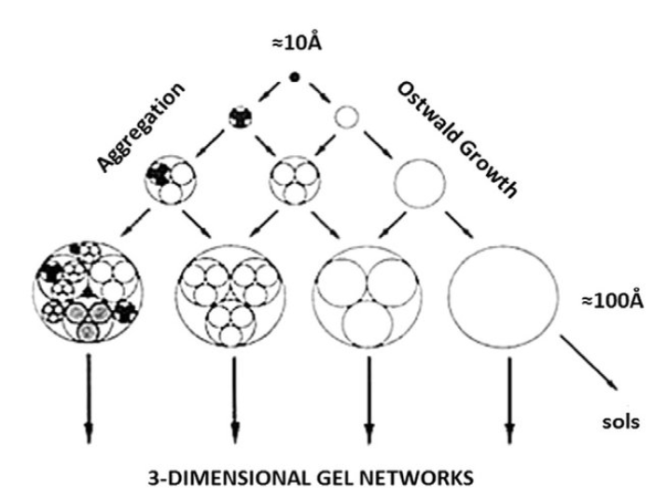 ≈10Å
Aggregation
Ostwald Growth
≈100Å
sols
3-DIMENSIONAL GEL NETWORKS